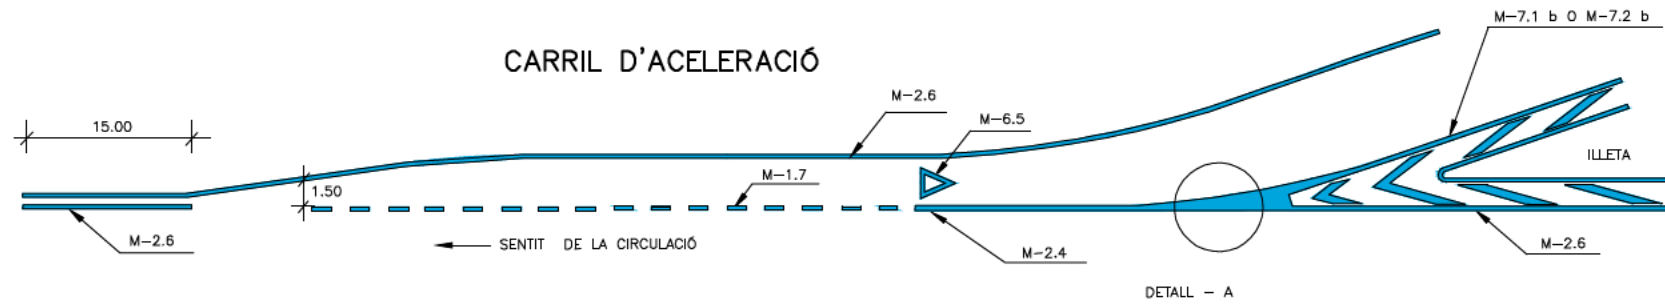 M-7.1 b O M-7.2 b
CARRIL D'ACELERACIÓ
M-2.6
M-6.5
15.00
ILLETA
M-1.7
1.50
M-2.6
SENTIT DE LA CIRCULACIÓ
M-2.4
M-2.6
DETALL - A